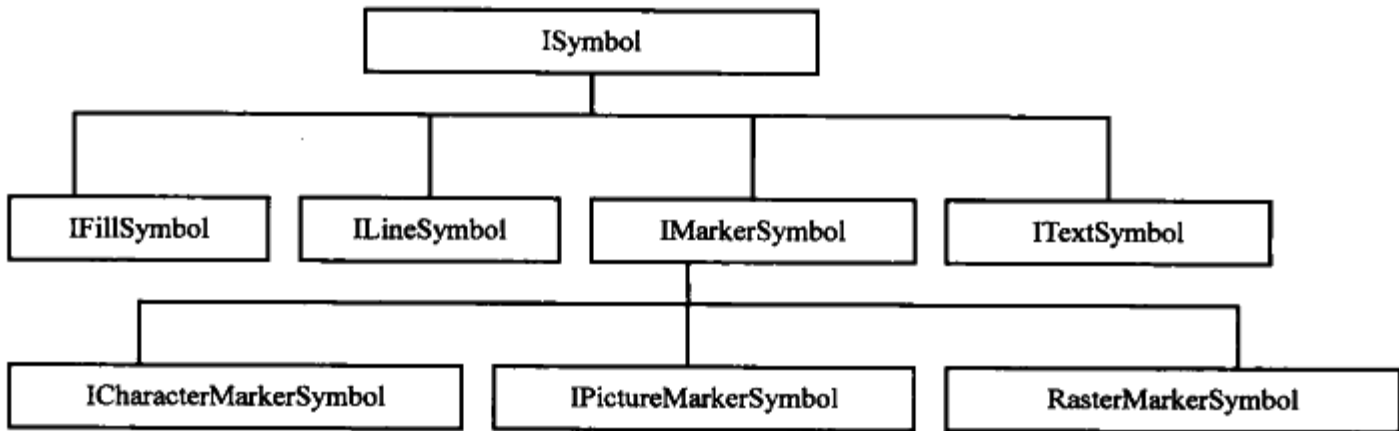 ISymbol
IFillSymbol
ILineSymbol
IMarkerSymbol
ITextSymbol
ICharacterMarkerSymbol
IPictureMarkerSymbol
RasterMarkerSymbol